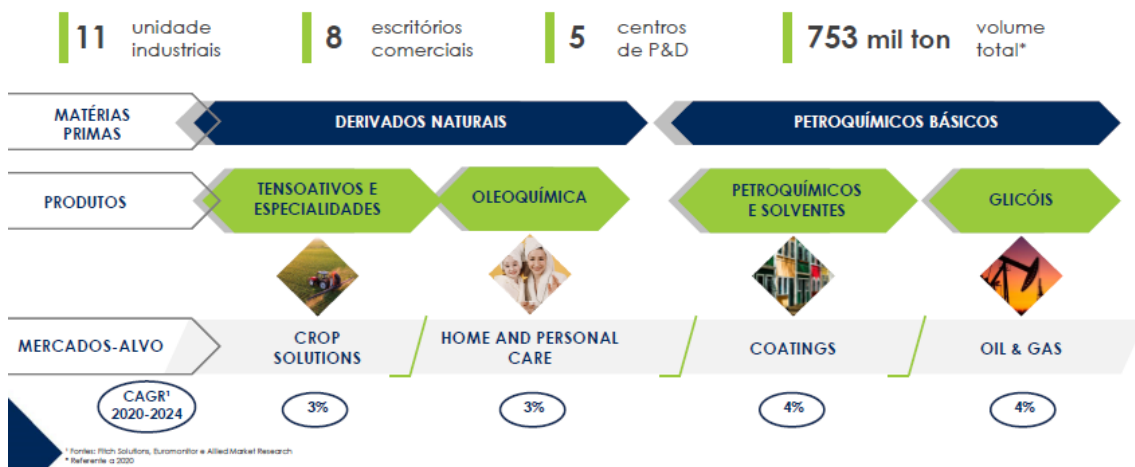 11 unidade industriais
8 escritórios comerciais
5 centros de P&D
753 mil ton volume total*
MATÉRIAS PRIMAS
DERIVADOS NATURAIS
PETROQUÍMICOS BÁSICOS
PRODUTOS
TENSOATIVOS E
ESPECIALIDADES
OLEOQUÍMICA
PETROQUÍMICOS
E SOLVENTES
GLICÓIS
MERCADOS-ALVO
CROP
SOLUTIONS
HOME AND PERSONAL
CARE
COATINGS
OIL & GAS
CAGR¹
2020-2024
3%
3%
4%
4%
¹ Fontes: Fitch Solutions, Euromonitor e Allied Market Research
* Referente a 2020